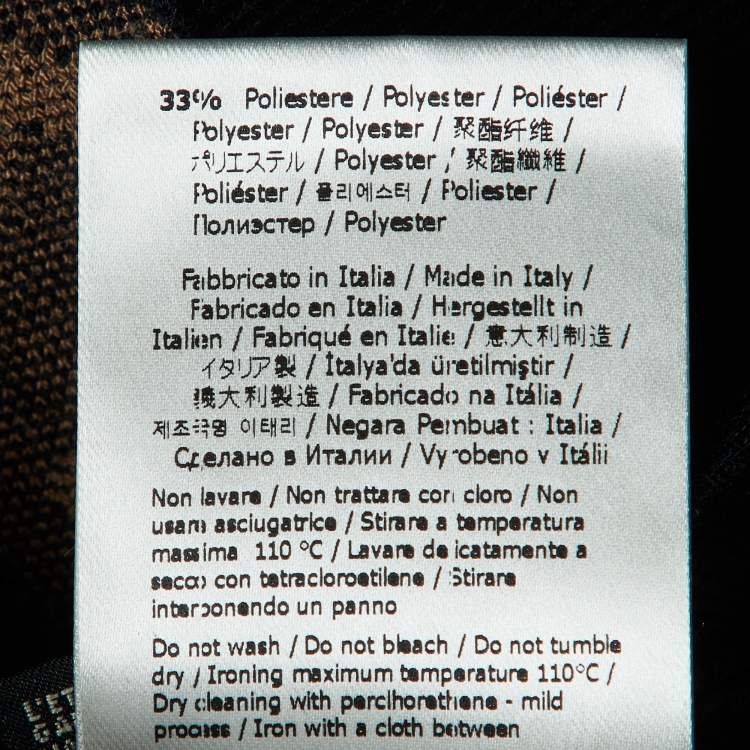 33% Poliestere / Polyester / Poliéster /
Polyester / Polyester / 聚酯纤维 /
ポリエステル / Polyester / 聚酯纖維 /
Poliéster / 폴리에스터 / Poliester /
Полиэстер / Polyester
Fabbricato in Italia / Made in Italy /
Fabricado en Italia / Hergestellt in
Italien / Fabriqué en Italie / 意大利制造 /
イタリア製 / İtalya'da üretilmiştir /
義大利製造 / Fabricado na Itália /
제조국명 이태리 / Negara Pembuat : Italia /
Сделано в Италии / Vyrobeno v Itálii
Non lavare / Non trattare con cloro / Non
usare asciugatrice / Stirare a temperatura
massima 110 °C / Lavare delicatamente a
secco con tetracloroetilene / Stirare
interponendo un panno
Do not wash / Do not bleach / Do not tumble
dry / Ironing maximum temperature 110°C /
Dry cleaning with perclhorethene - mild
process / Iron with a cloth between